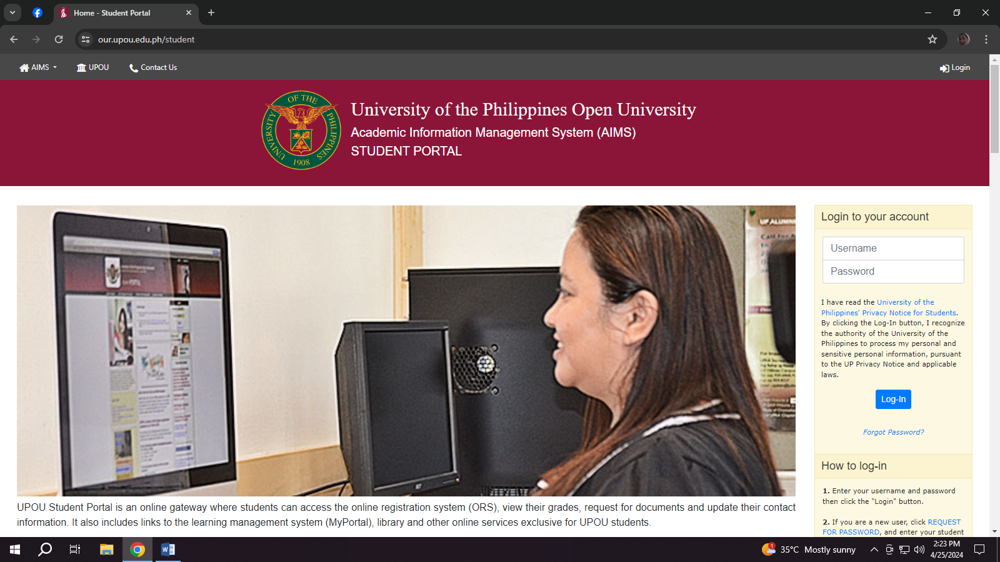 Home - Student Portal
our.upou.edu.ph/student
AIMS
UPOU
Contact Us
Login
UNIVERSITY OF THE PHILIPPINES
1908
University of the Philippines Open University
Academic Information Management System (AIMS)
STUDENT PORTAL
UP ALUMNI
Login to your account
Username
Password
I have read the University of the
Philippines' Privacy Notice for Students.
By clicking the Log-In button, I recognize
the authority of the University of the
Philippines to process my personal and
sensitive personal information, pursuant
to the UP Privacy Notice and applicable
laws.
Log-In
Forgot Password?
How to log-in
1. Enter your username and password
then click the "Login" button.
2. If you are a new user, click REQUEST
FOR PASSWORD, and enter your student
UPOU Student Portal is an online gateway where students can access the online registration system (ORS), view their grades, request for documents and update their contact
information. It also includes links to the learning management system (MyPortal), library and other online services exclusive for UPOU students.
1
35°C Mostly sunny
2:23 PM
4/25/2024